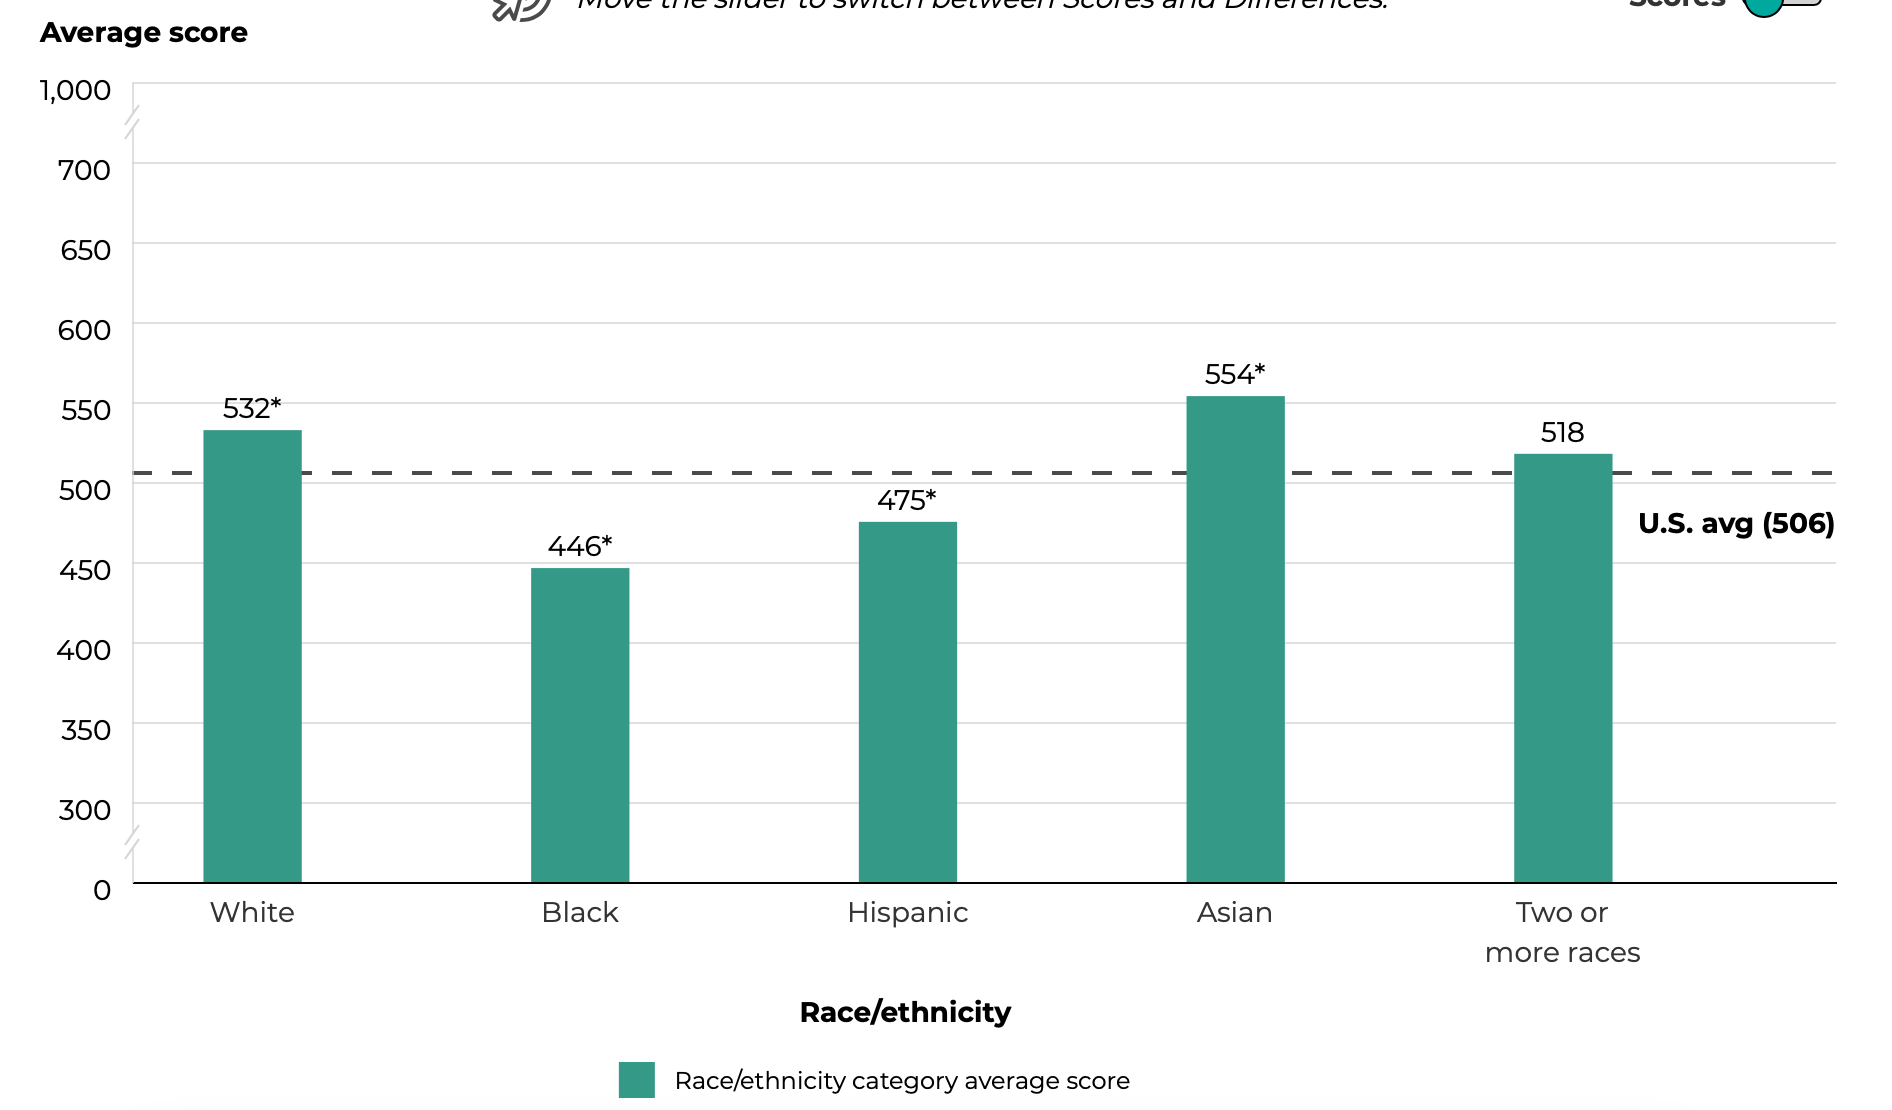 Move the slider to switch between Scores and Differences.
Scores
Average score
1,000
700
650
600
550
500
450
400
350
300
0
532*
446*
475*
554*
518
U.S. avg (506)
White
Black
Hispanic
Asian
Two or
more races
Race/ethnicity
Race/ethnicity category average score